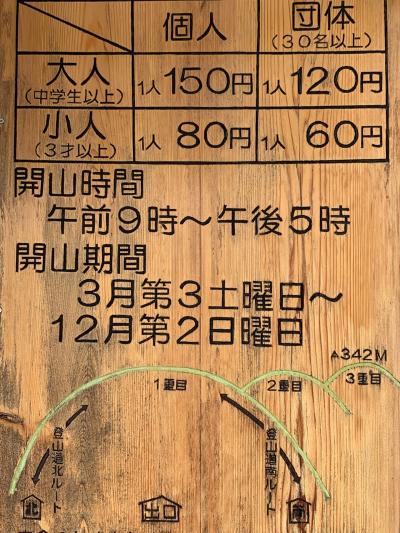 個人 団体
(30名以上)
大人 1人150円 1人120円
(中学生以上)
小人 1人 80円 1人 60円
(3才以上)
開山時間
午前9時～午後5時
開山期間
3月第3土曜日～
12月第2日曜日
▲342M
1重目 2重目 3重目
登山道北ルート 登山道南ルート
北 出口 南